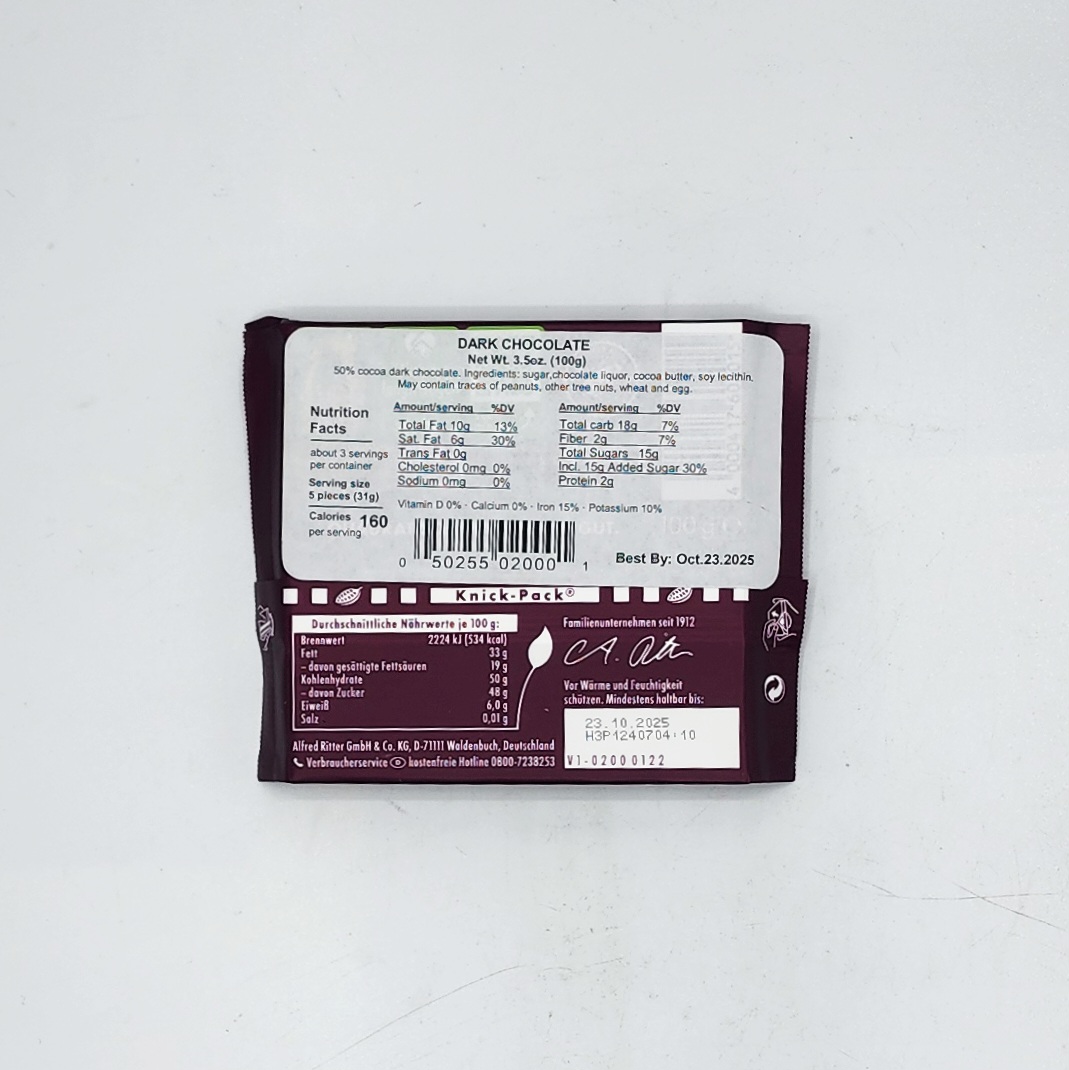 DARK CHOCOLATE
Net Wt. 3.5oz. (100g)
50% cocoa dark chocolate. Ingredients: sugar,chocolate liquor, cocoa butter, soy lecithin.
May contain traces of peanuts, other tree nuts, wheat and egg.
Nutrition
Facts
about 3 servings
per container
Serving size
5 pieces (31g)
Calories 160
per serving
Amount/serving %DV
Total Fat 10g 13%
Sat. Fat 6g 30%
Trans Fat 0g
Cholesterol 0mg 0%
Sodium 0mg 0%
Amount/serving %DV
Total carb 18g 7%
Fiber 2g 7%
Total Sugars 15g
Incl. 15g Added Sugar 30%
Protein 2g
Vitamin D 0% · Calcium 0% · Iron 15% · Potassium 10%
GUT.
100 g e
0 50255 02000 1
Best By: Oct.23.2025
Knick-Pack®
Durchschnittliche Nährwerte je 100 g:
Brennwert 2224 kJ (534 kcal)
Fett 33 g
– davon gesättigte Fettsäuren 19 g
Kohlenhydrate 50 g
– davon Zucker 48 g
Eiweiß 6,0 g
Salz 0,01 g
Alfred Ritter GmbH & Co. KG, D-71111 Waldenbuch, Deutschland
Verbraucherservice kostenfreie Hotline 0800-7238253
Familienunternehmen seit 1912
Vor Wärme und Feuchtigkeit
schützen. Mindestens haltbar bis:
23.10.2025
H3P1240704:10
V1-0200 0122